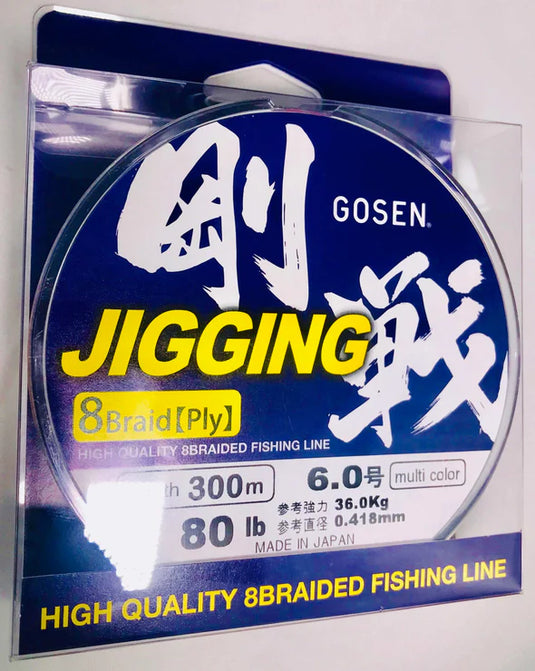 剛戦
GOSEN®
JIGGING
8Braid【Ply】
HIGH QUALITY 8BRAIDED FISHING LINE
300m
6.0号
multi color
80 lb
参考強力 36.0Kg
参考直径 0.418mm
MADE IN JAPAN
HIGH QUALITY 8BRAIDED FISHING LINE